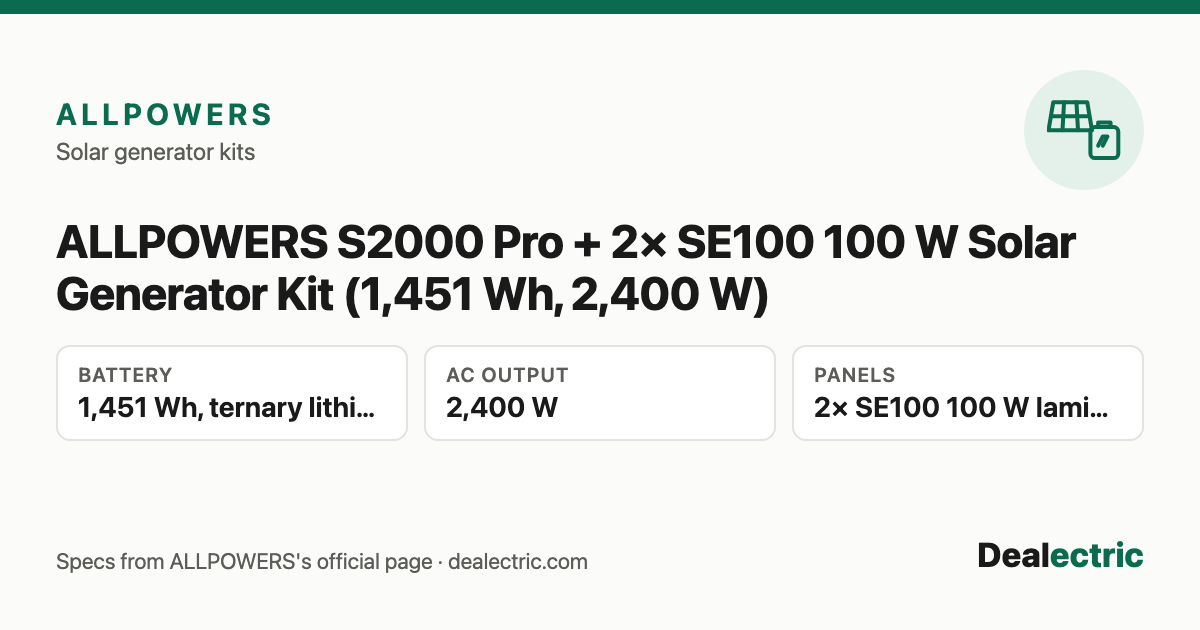 ALLPOWERS
Solar generator kits
ALLPOWERS S2000 Pro + 2× SE100 100 W Solar
Generator Kit (1,451 Wh, 2,400 W)
BATTERY
1,451 Wh, ternary lithi...
AC OUTPUT
2,400 W
PANELS
2× SE100 100 W lami...
Specs from ALLPOWERS's official page · dealectric.com
Dealectric